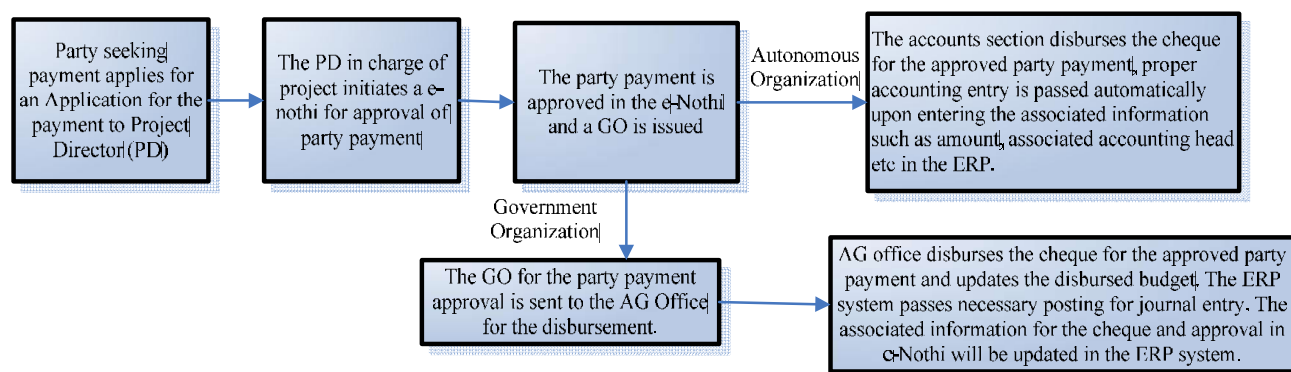 Party seeking
payment applies for
an Application for the
payment to Project
Director (PD)
The PD in charge of
project initiates a e-
nothi for approval of
party payment
The party payment is
approved in the e-Nothi
and a GO is issued
Autonomous
Organization
The accounts section disburses the cheque
for the approved party payment, proper
accounting entry is passed automatically
upon entering the associated information
such as amount, associated accounting head
etc in the ERP.
Government
Organization
The GO for the party payment
approval is sent to the AG Office
for the disbursement.
AG office disburses the cheque for the approved party
payment and updates the disbursed budget. The ERP
system passes necessary posting for journal entry. The
associated information for the cheque and approval in
e-Nothi will be updated in the ERP system.